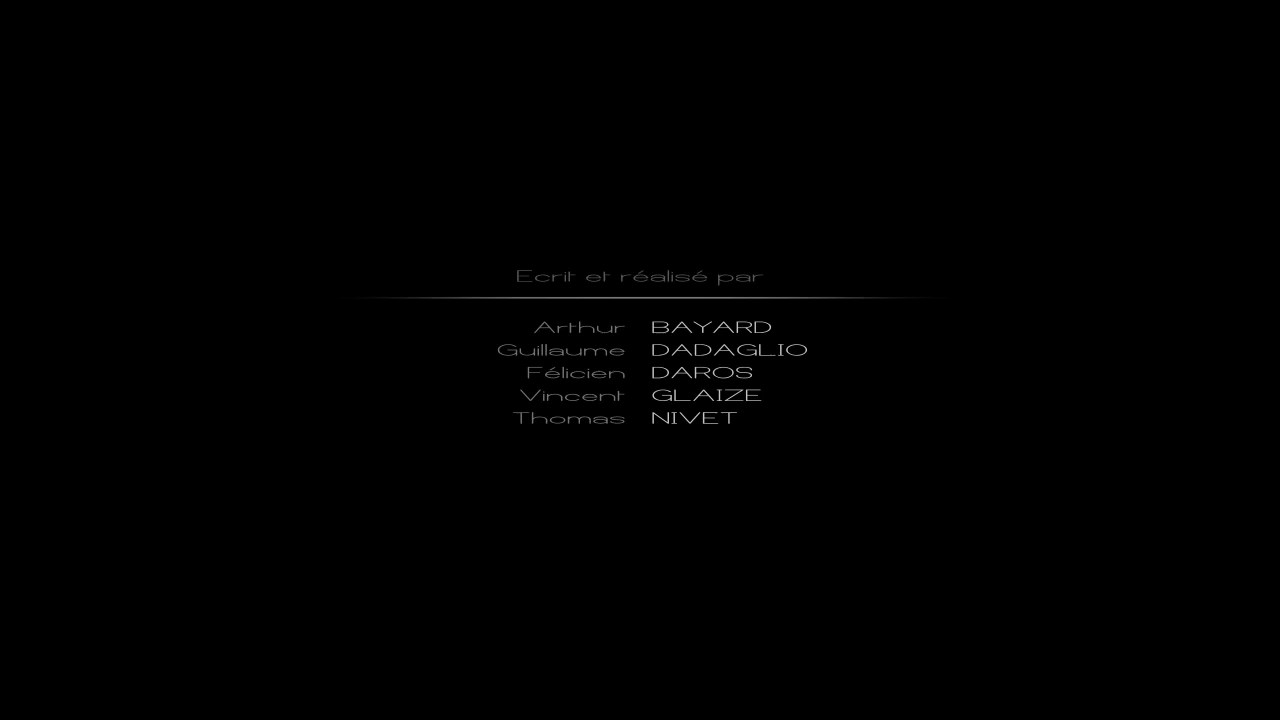 Ecrit et réalisé par
Arthur BAYARD
Guillaume DADAGLIO
Félicien DAROS
Vincent GLAIZE
Thomas NIVET